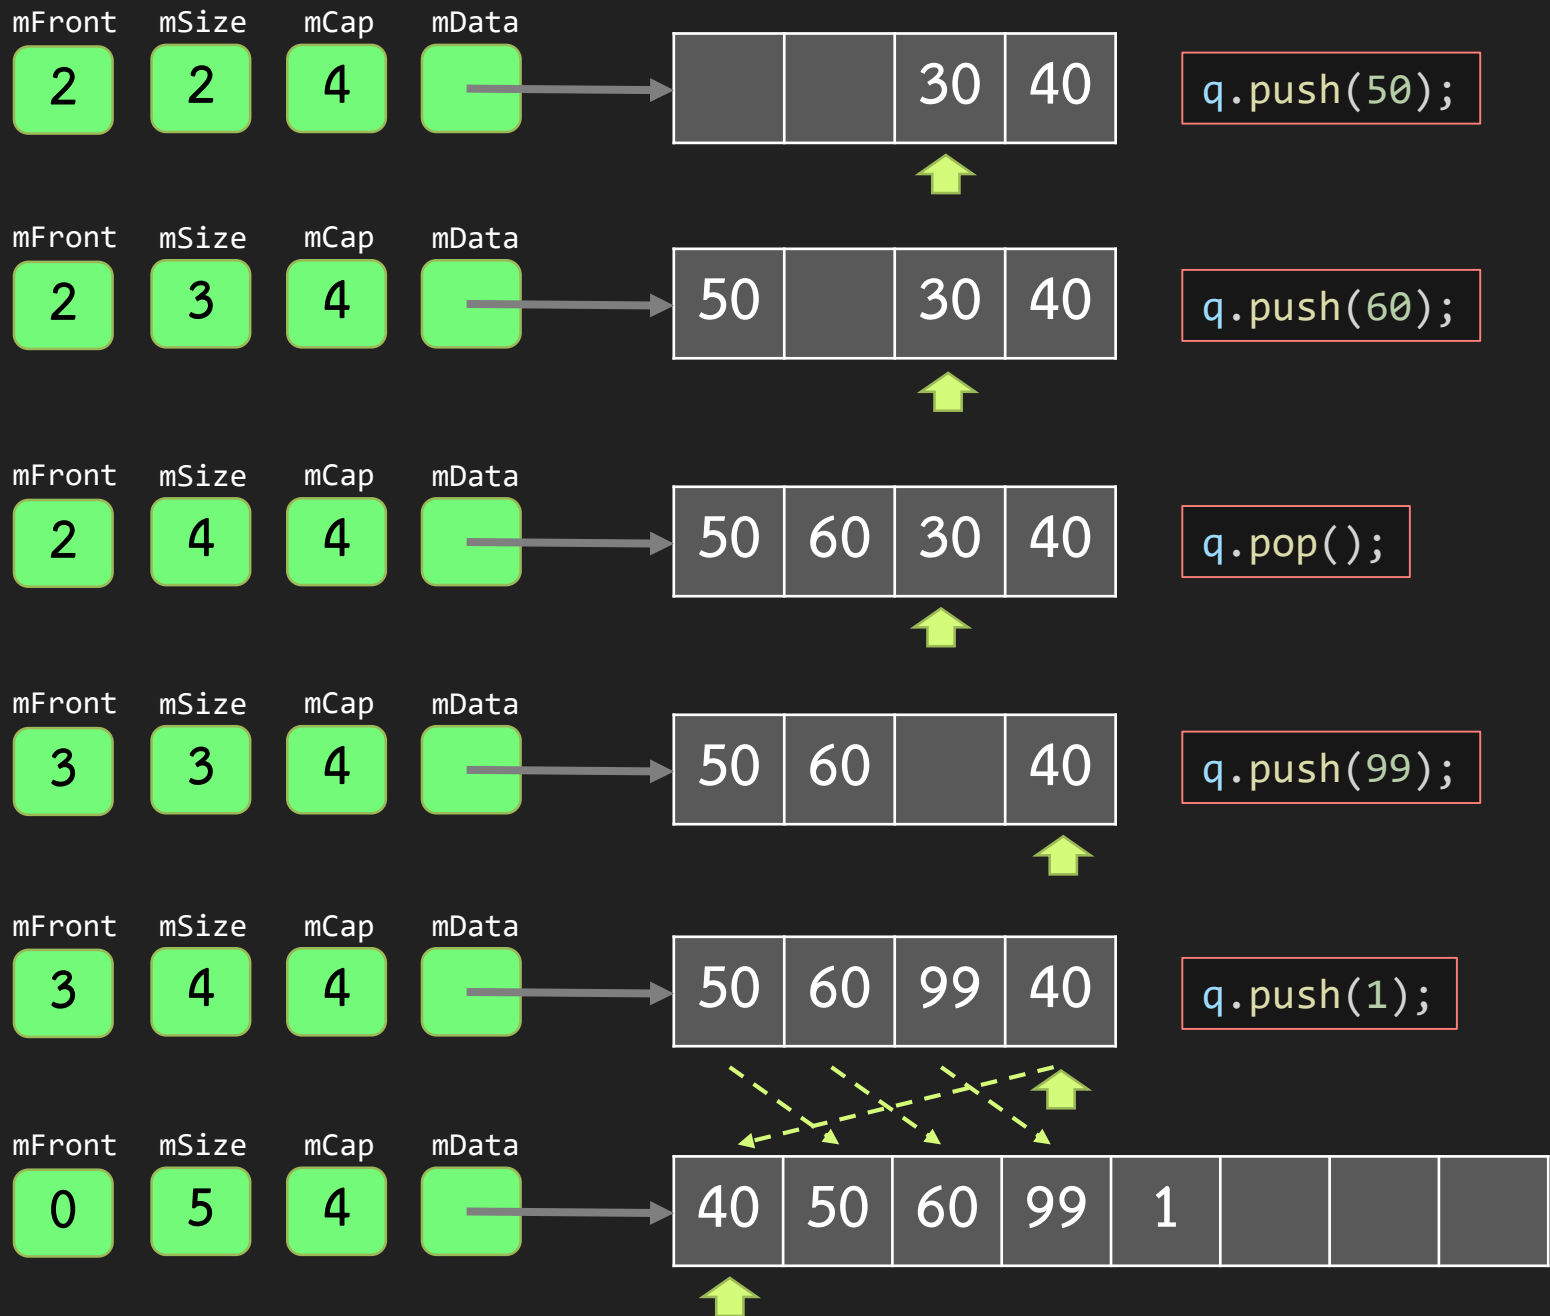 mFront mSize mCap mData
2 2 4 30 40 q.push(50);
mFront mSize mCap mData
2 3 4 50 30 40 q.push(60);
mFront mSize mCap mData
2 4 4 50 60 30 40 q.pop();
mFront mSize mCap mData
3 3 4 50 60 40 q.push(99);
mFront mSize mCap mData
3 4 4 50 60 99 40 q.push(1);
mFront mSize mCap mData
0 5 4 40 50 60 99 1